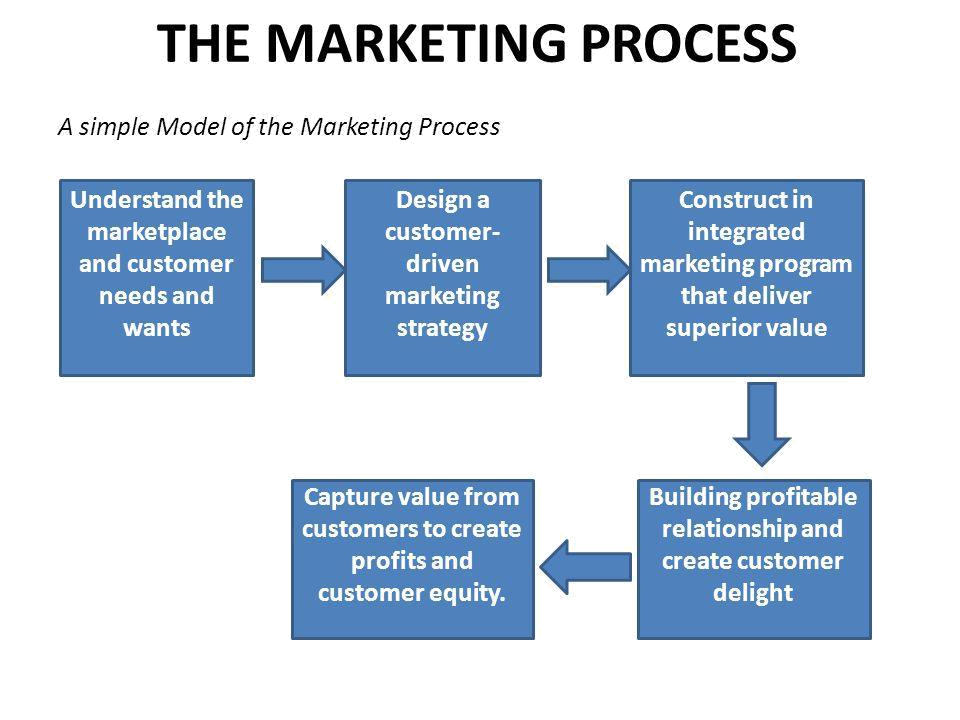 THE MARKETING PROCESS
A simple Model of the Marketing Process
Understand the
marketplace
and customer
needs and
wants
Design a
customer-
driven
marketing
strategy
Construct in
integrated
marketing program
that deliver
superior value
Building profitable
relationship and
create customer
delight
Capture value from
customers to create
profits and
customer equity.